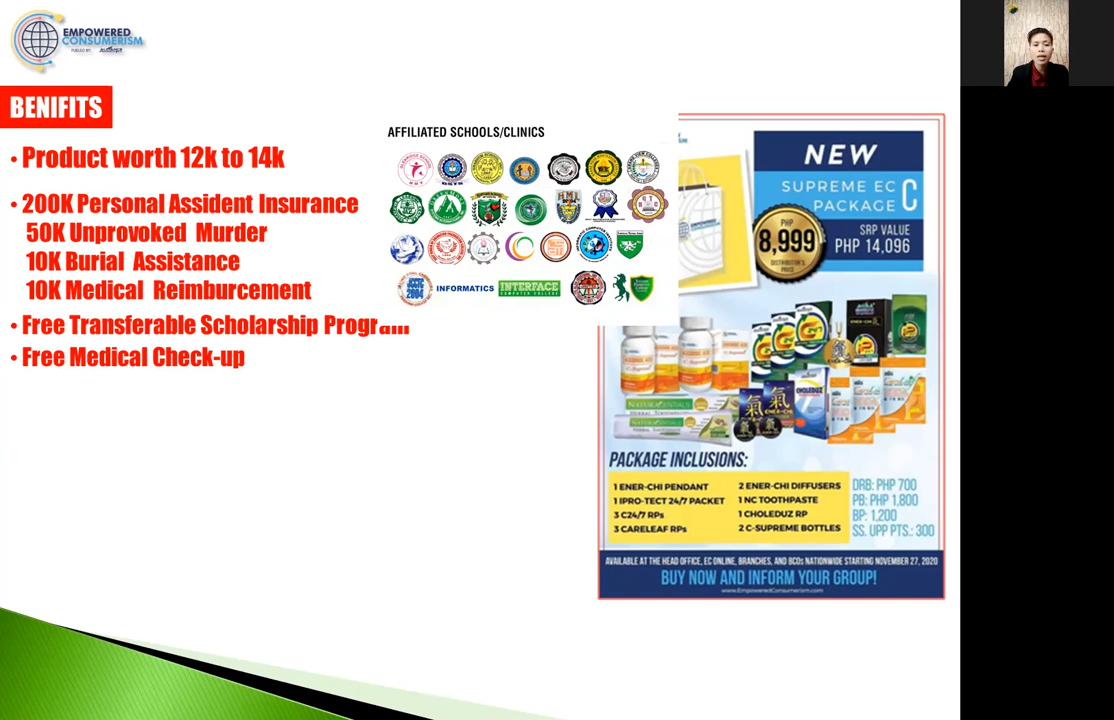 EMPOWERED
CONSUMERISM
FUELED BY:
BENIFITS
• Product worth 12k to 14k
• 200K Personal Assident Insurance
50K Unprovoked Murder
10K Burial Assistance
10K Medical Reimburcement
• Free Transferable Scholarship Program
• Free Medical Check-up
AFFILIATED SCHOOLS/CLINICS
INFORMATICS
INTERFACE
COMPUTER COLLEGE
NEW
SUPREME EC
PACKAGE C
PHP
8,999
DISTRIBUTOR'S
PRICE
SRP VALUE
PHP 14,096
PACKAGE INCLUSIONS:
1 ENER-CHI PENDANT
1 IPRO-TECT 24/7 PACKET
3 C24/7 RPs
3 CARELEAF RPs
2 ENER-CHI DIFFUSERS
1 NC TOOTHPASTE
1 CHOLEDUZ RP
2 C-SUPREME BOTTLES
DRB: PHP 700
PB: PHP 1,800
BP: 1,200
SS. UPP PTS.: 300
AVAILABLE AT THE HEAD OFFICE, EC ONLINE, BRANCHES, AND BCOs NATIONWIDE STARTING NOVEMBER 27, 2020
BUY NOW AND INFORM YOUR GROUP!
www.EmpoweredConsumerism.com